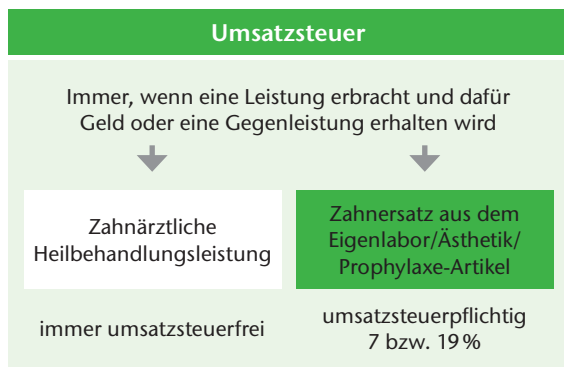 Umsatzsteuer
Immer, wenn eine Leistung erbracht und dafür
Geld oder eine Gegenleistung erhalten wird
Zahnärztliche
Heilbehandlungsleistung
Zahnersatz aus dem
Eigenlabor/Ästhetik/
Prophylaxe-Artikel
immer umsatzsteuerfrei
umsatzsteuerpflichtig
7 bzw. 19 %